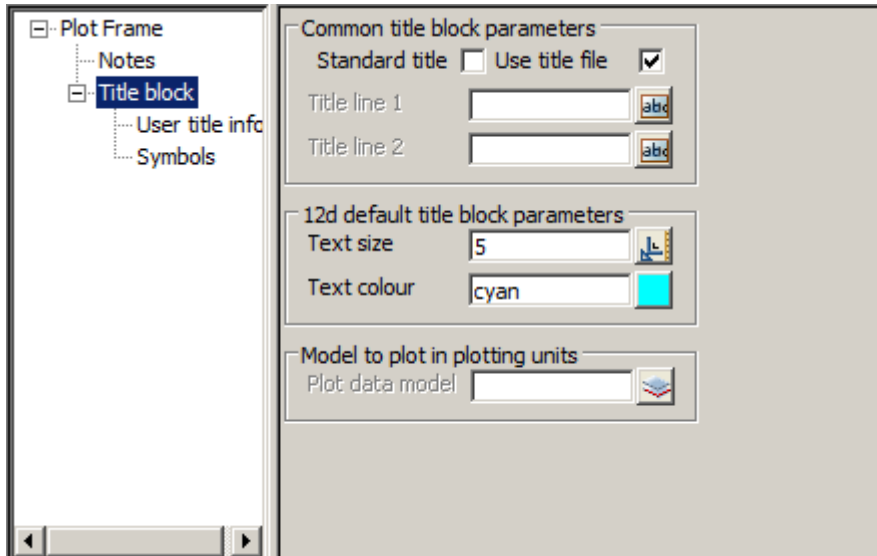 Plot Frame
Notes
Title block
User title info
Symbols
Common title block parameters
Standard title Use title file
Title line 1 abc
Title line 2 abc
12d default title block parameters
Text size 5
Text colour cyan
Model to plot in plotting units
Plot data model